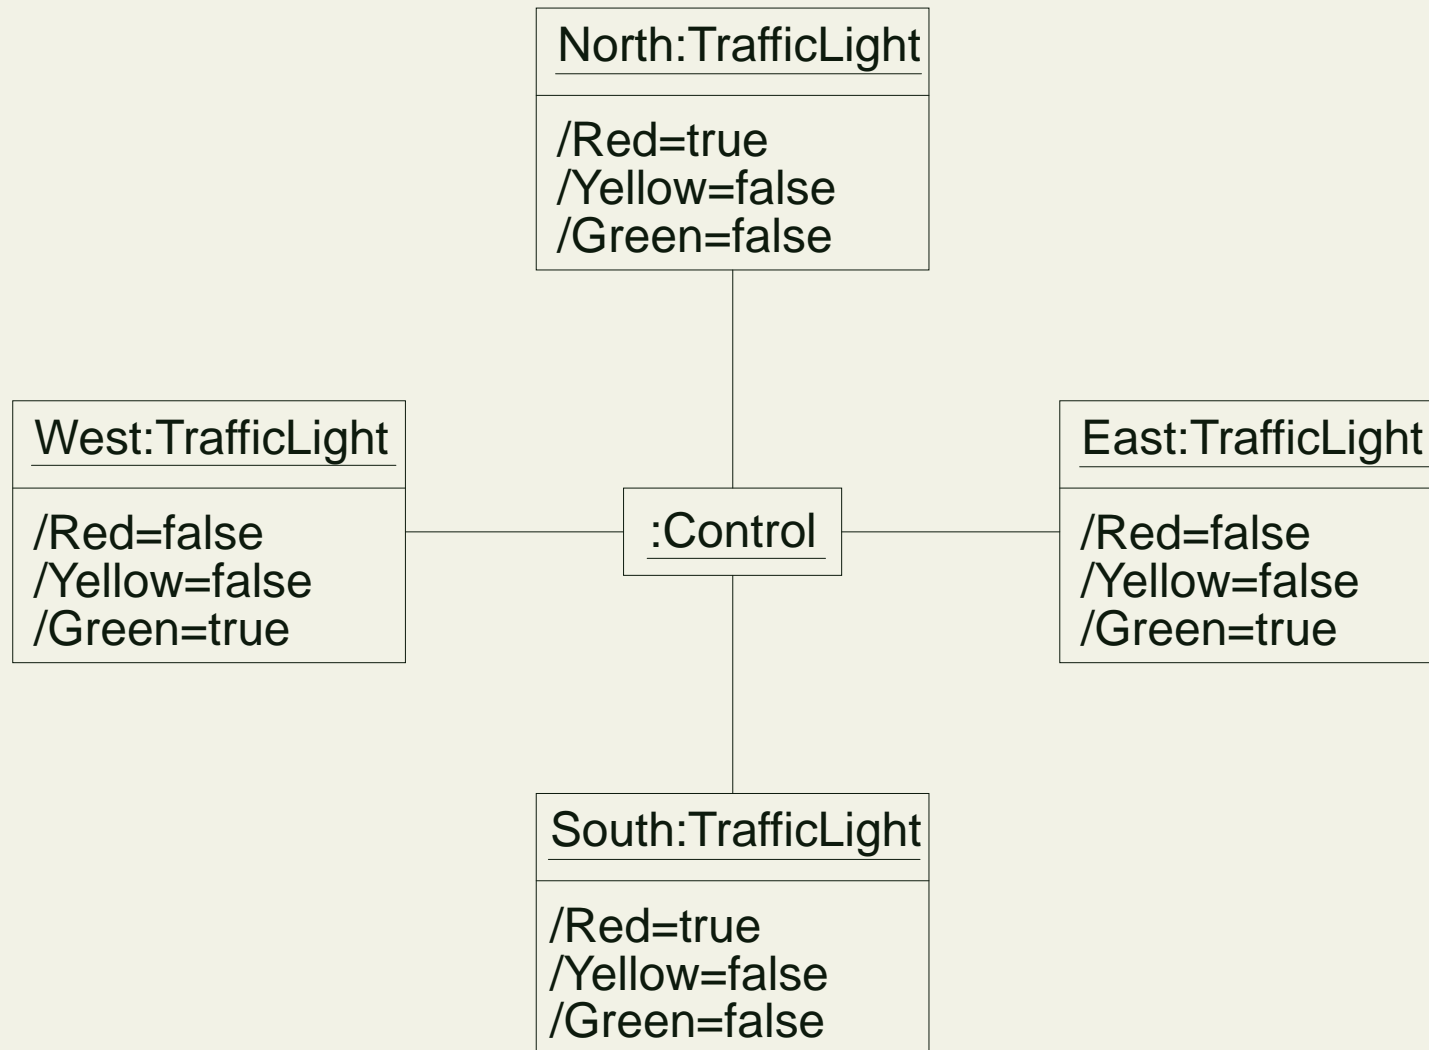 North:TrafficLight
/Red=true
/Yellow=false
/Green=false
West:TrafficLight
/Red=false
/Yellow=false
/Green=true
:Control
East:TrafficLight
/Red=false
/Yellow=false
/Green=true
South:TrafficLight
/Red=true
/Yellow=false
/Green=false